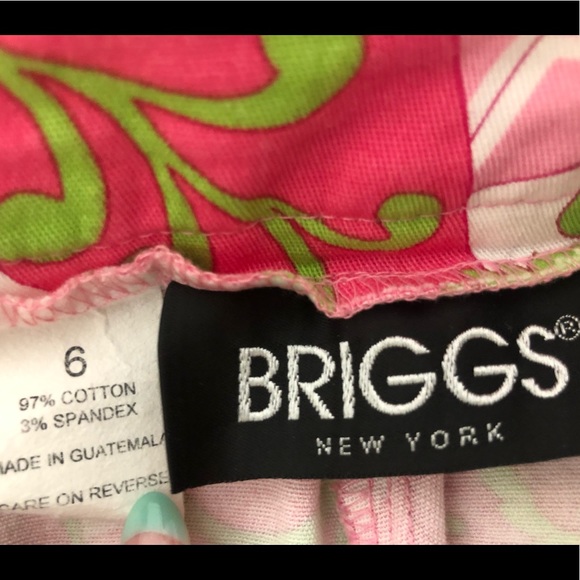 6
97% COTTON
3% SPANDEX
MADE IN GUATEMALA
CARE ON REVERSE
BRIGGS®
NEW YORK